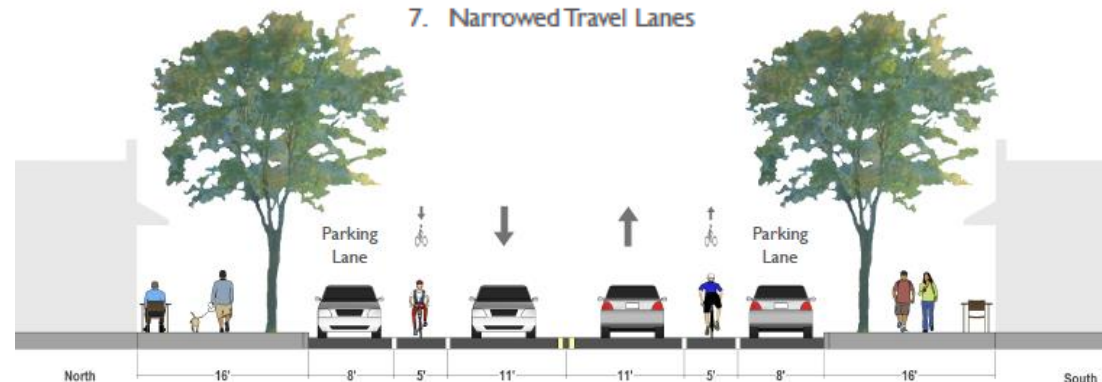 7. Narrowed Travel Lanes
Parking
Lane
Parking
Lane
North
16'
8'
5'
11'
11'
5'
8'
16'
South